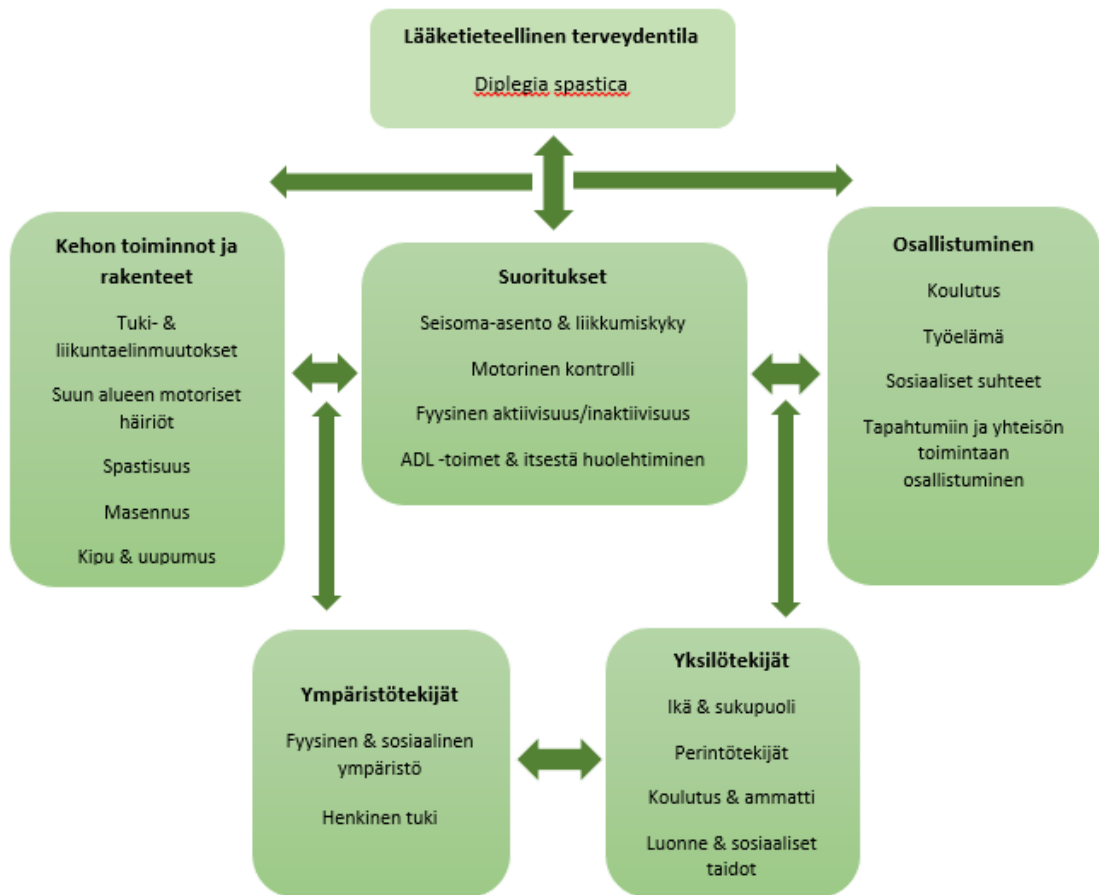 Lääketieteellinen terveydentila
Diplegia spastica
Kehon toiminnot ja
rakenteet
Tuki- &
liikuntaelinmuutokset
Suun alueen motoriset
häiriöt
Spastisuus
Masennus
Kipu & uupumus
Suoritukset
Seisoma-asento & liikkumiskyky
Motorinen kontrolli
Fyysinen aktiivisuus/inaktiivisuus
ADL -toimet & itsestä huolehtiminen
Osallistuminen
Koulutus
Työelämä
Sosiaaliset suhteet
Tapahtumiin ja yhteisön
toimintaan
osallistuminen
Ympäristötekijät
Fyysinen & sosiaalinen
ympäristö
Henkinen tuki
Yksilötekijät
Ikä & sukupuoli
Perintötekijät
Koulutus & ammatti
Luonne & sosiaaliset
taidot